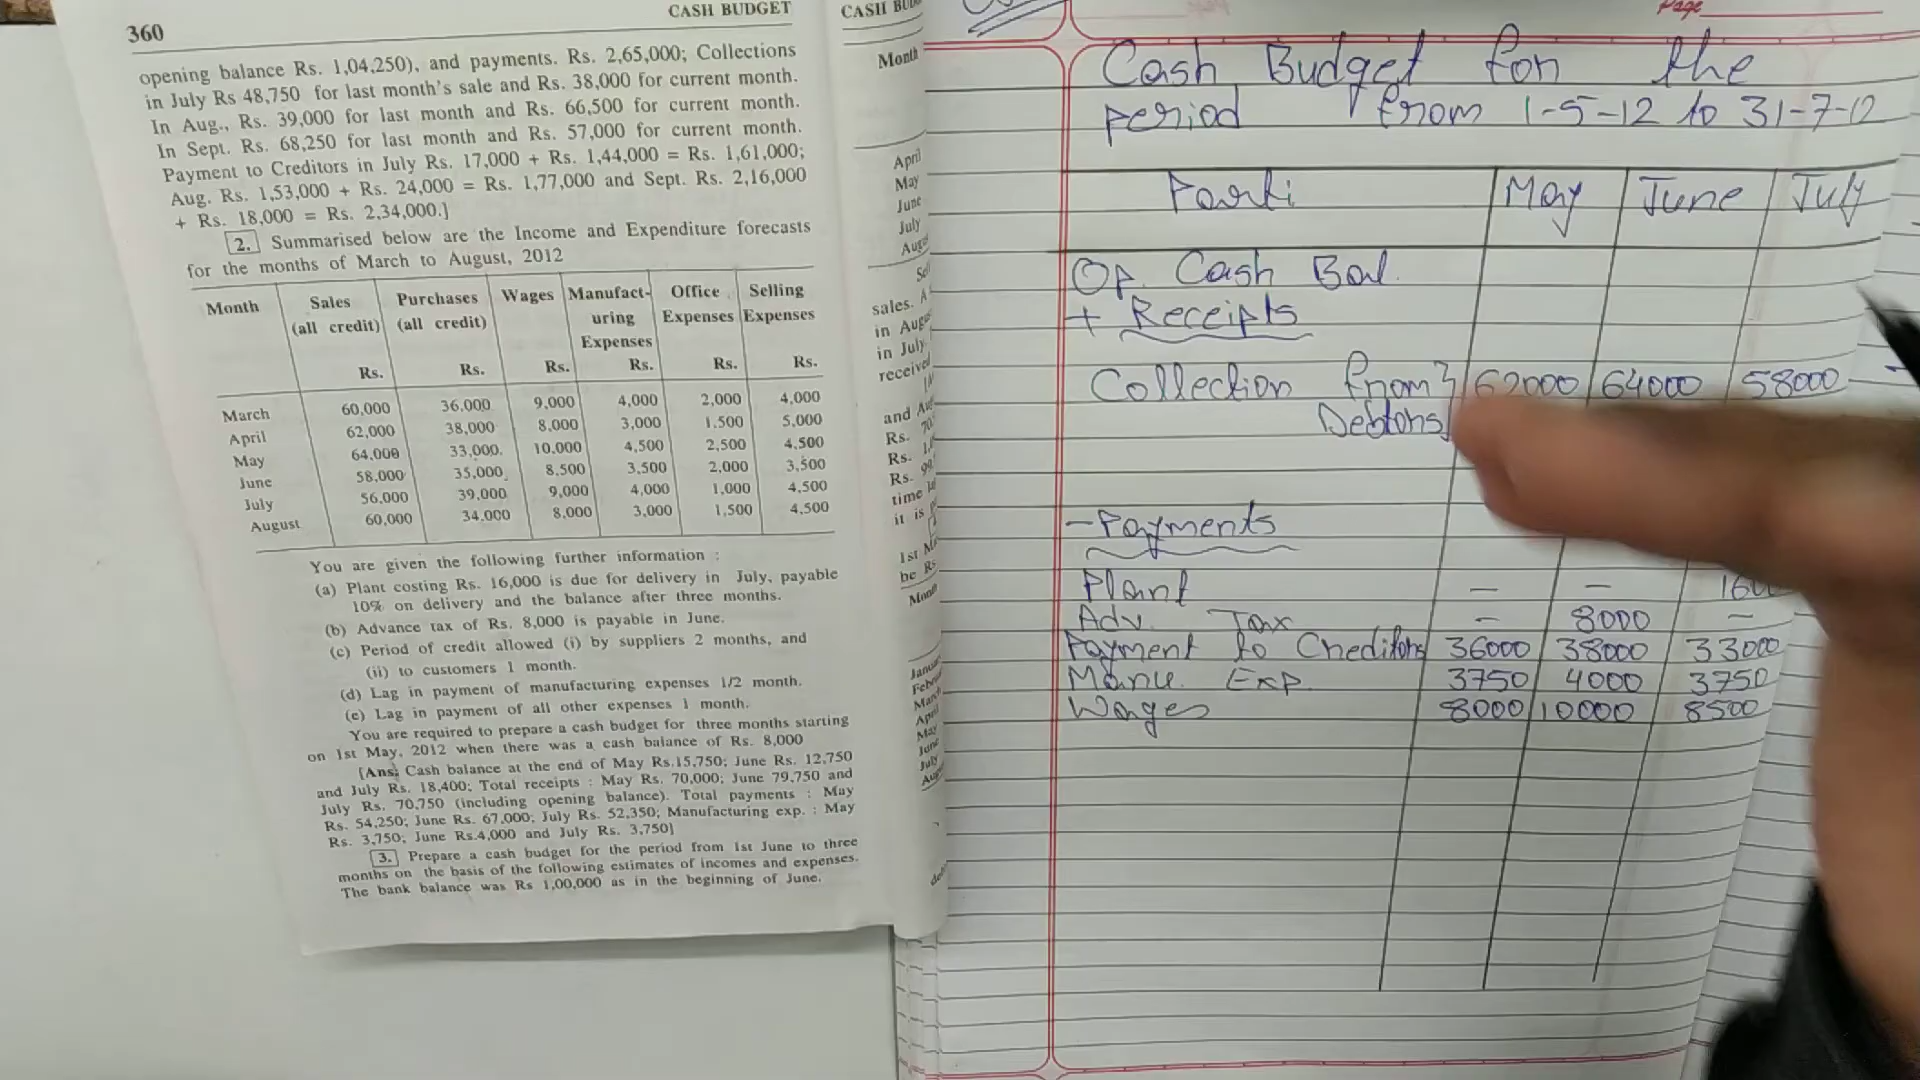 360
CASH BUDGET
opening balance Rs. 1,04,250), and payments. Rs. 2,65,000; Collections
in July Rs 48,750 for last month's sale and Rs. 38,000 for current month.
In Aug., Rs. 39,000 for last month and Rs. 66,500 for current month.
In Sept. Rs. 68,250 for last month and Rs. 57,000 for current month.
Payment to Creditors in July Rs. 17,000 + Rs. 1,44,000 = Rs. 1,61,000;
Aug. Rs. 1,53,000 + Rs. 24,000 = Rs. 1,77,000 and Sept. Rs. 2,16,000
+ Rs. 18,000 = Rs. 2,34,000.]
2. Summarised below are the Income and Expenditure forecasts
for the months of March to August, 2012
Month Sales Purchases Wages Manufact- Office Selling
(all credit) (all credit) uring Expenses Expenses
Expenses
Rs. Rs. Rs. Rs. Rs. Rs.
March 60,000 36,000 9,000 4,000 2,000 4,000
April 62,000 38,000 8,000 3,000 1.500 5,000
May 64,000 33,000. 10.000 4,500 2,500 4.500
June 58,000 35,000 8.500 3,500 2,000 3,500
July 56,000 39,000 9,000 4,000 1,000 4,500
August 60,000 34.000 8,000 3,000 1,500 4.500
You are given the following further information :
(a) Plant costing Rs. 16,000 is due for delivery in July, payable
10% on delivery and the balance after three months.
(b) Advance tax of Rs. 8,000 is payable in June.
(c) Period of credit allowed (i) by suppliers 2 months, and
(ii) to customers 1 month.
(d) Lag in payment of manufacturing expenses 1/2 month.
(e) Lag in payment of all other expenses 1 month.
You are required to prepare a cash budget for three months starting
on 1st May, 2012 when there was a cash balance of Rs. 8,000
[Ans: Cash balance at the end of May Rs.15,750; June Rs. 12,750
and July Rs. 18,400; Total receipts : May Rs. 70,000; June 79,750 and
July Rs. 70,750 (including opening balance). Total payments : May
Rs. 54,250; June Rs. 67,000; July Rs. 52,350; Manufacturing exp. : May
Rs. 3,750; June Rs.4,000 and July Rs. 3,750]
3. Prepare a cash budget for the period from 1st June to three
months on the basis of the following estimates of incomes and expenses.
The bank balance was Rs 1,00,000 as in the beginning of June.
CASH
Month
April
May
June
July
sales.
in July
received
Rs.
Rs.
Rs.
time
it is
1st
be Rs
March
April
May
June
July
Page
Cash Budget for the
period from 1-5-12 to 31-7-12
Parti May June July
Op. Cash Bal.
+ Receipts
Collection from 62000 64000 58000
Debtors
- Payments
Plant - -
Adv. Tax - 8000 -
Payment to Creditors 36000 38000 33000
Manu. Exp. 3750 4000 3750
Wages 8000 10000 8500